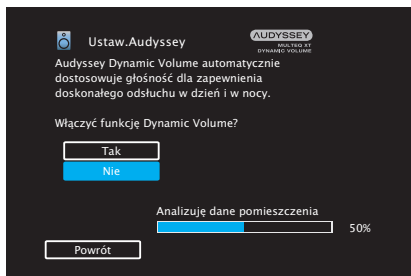 Ustaw.Audyssey
AUDYSSEY
MULTEQ XT
DYNAMIC VOLUME
Audyssey Dynamic Volume automatycznie
dostosowuje głośność dla zapewnienia
doskonałego odsłuchu w dzień i w nocy.
Włączyć funkcję Dynamic Volume?
Tak
Nie
Analizuję dane pomieszczenia
50%
Powrót